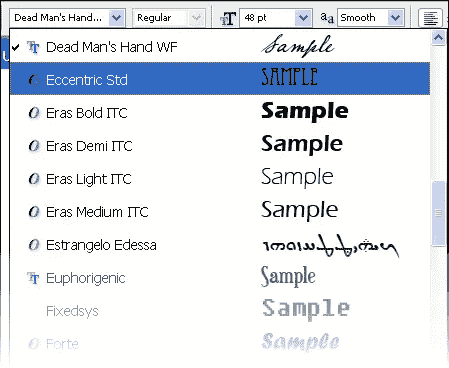 Dead Man's Hand... Regular 48 pt aa Smooth
Dead Man's Hand WF Sample
Eccentric Std SAMPLE
Eras Bold ITC Sample
Eras Demi ITC Sample
Eras Light ITC Sample
Eras Medium ITC Sample
Estrangelo Edessa
Euphorigenic Sample
Fixedsys Sample
Forte Sample